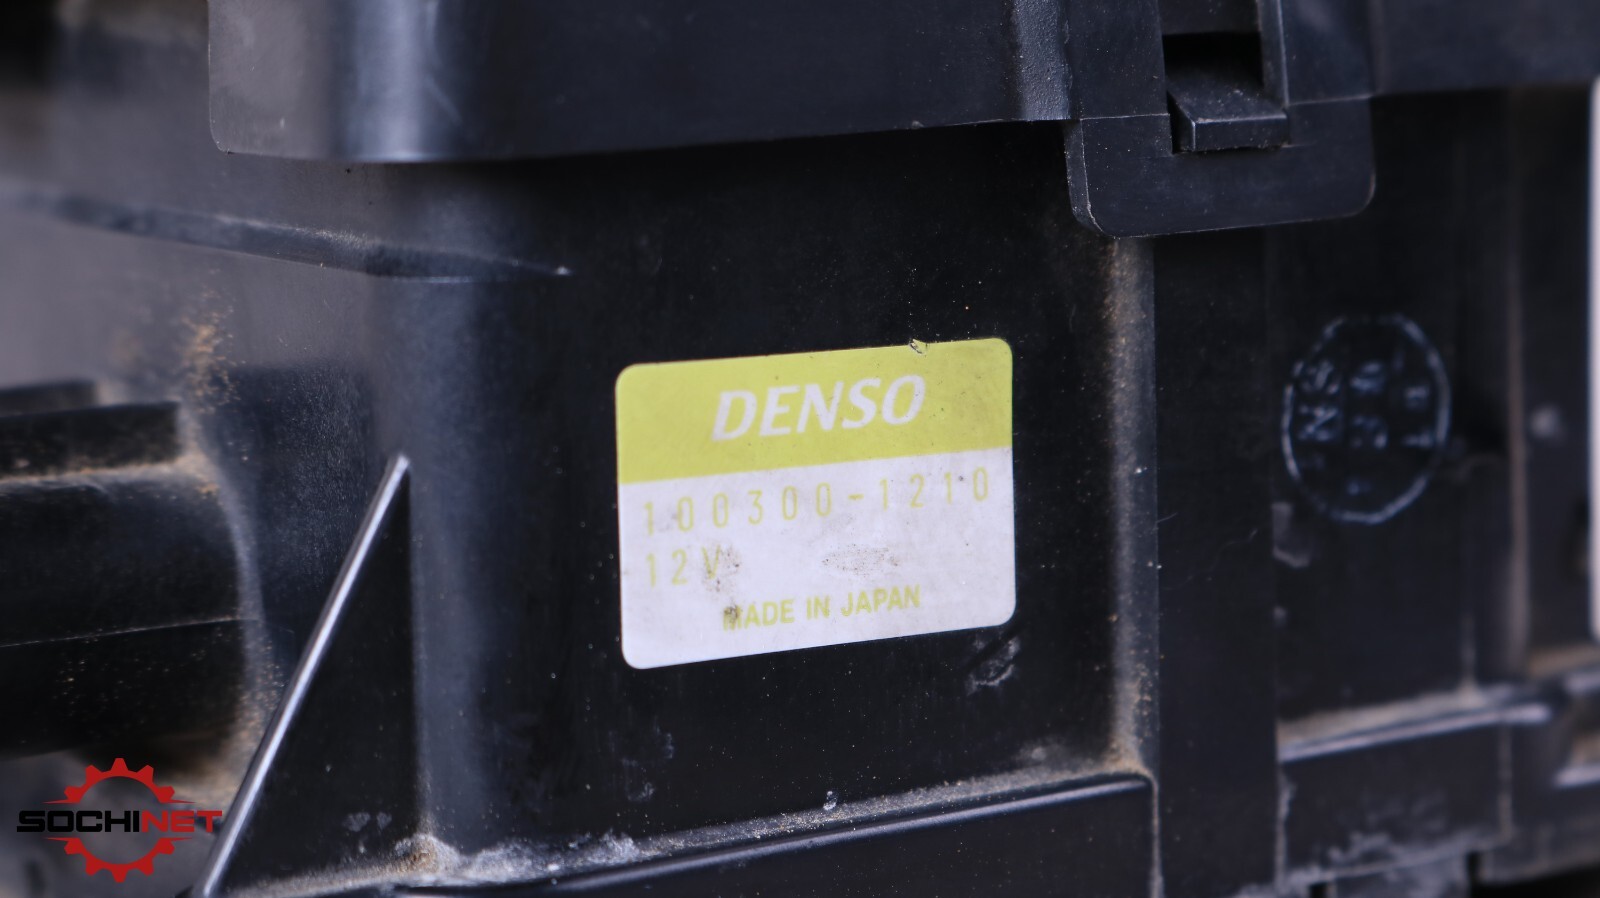 DENSO
100300-1210
12V
MADE IN JAPAN
SOCHINET